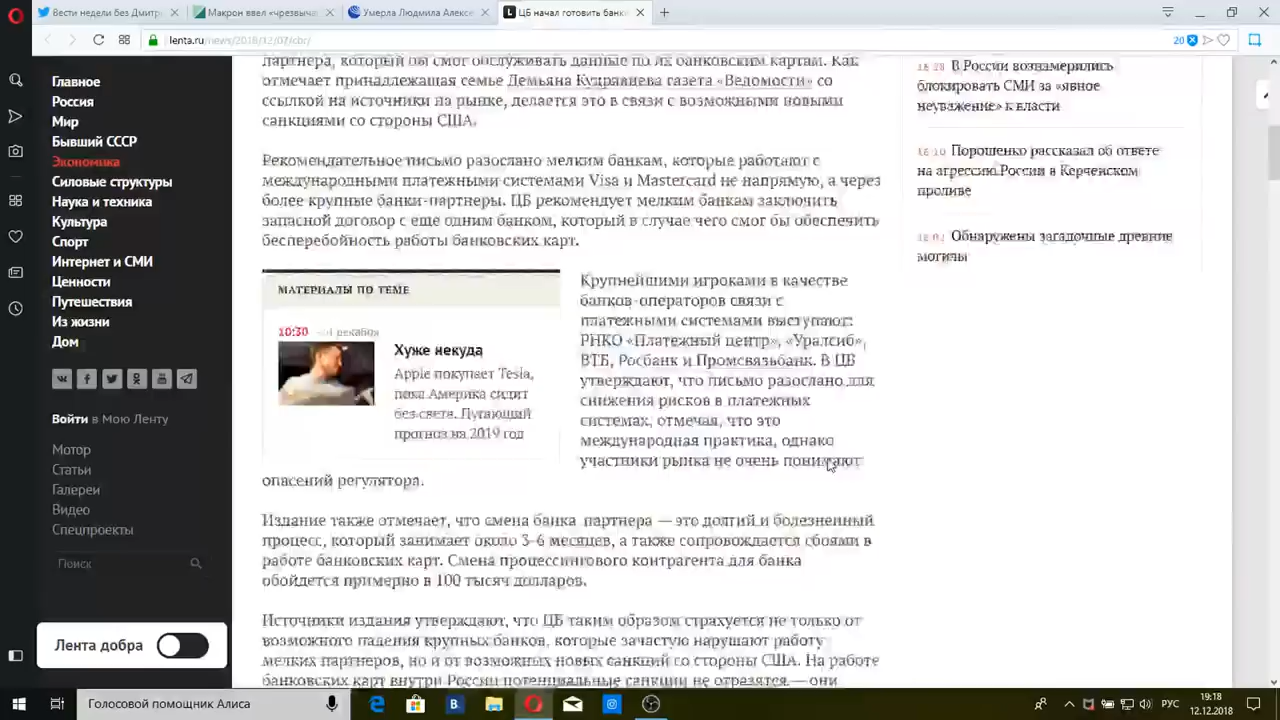 Вести недели без Дмитр
Макрон ввел «чрезвыча
Умерла Людмила Алексе
ЦБ начал готовить банк
lenta.ru/news/2018/12/07/cbr/
20
Главное
Россия
Мир
Бывший СССР
Экономика
Силовые структуры
Наука и техника
Культура
Спорт
Интернет и СМИ
Ценности
Путешествия
Из жизни
Дом
Войти в Мою Ленту
Мотор
Статьи
Галереи
Видео
Спецпроекты
Поиск
Лента добра
партнера, который бы смог обслуживать данные по их банковским картам. Как
отмечает принадлежащая семье Демьяна Кудрявцева газета «Ведомости» со
ссылкой на источники на рынке, делается это в связи с возможными новыми
санкциями со стороны США.
Рекомендательное письмо разослано мелким банкам, которые работают с
международными платежными системами Visa и Mastercard не напрямую, а через
более крупные банки-партнеры. ЦБ рекомендует мелким банкам заключить
запасной договор с еще одним банком, который в случае чего смог бы обеспечить
бесперебойность работы банковских карт.
МАТЕРИАЛЫ ПО ТЕМЕ
10:30 — 4 декабря
Хуже некуда
Apple покупает Tesla,
пока Америка сидит
без света. Пугающий
прогноз на 2019 год
Крупнейшими игроками в качестве
банков-операторов связи с
платежными системами выступают:
РНКО «Платежный центр», «Уралсиб»,
ВТБ, Росбанк и Промсвязьбанк. В ЦБ
утверждают, что письмо разослано для
снижения рисков в платежных
системах, отмечая, что это
международная практика, однако
участники рынка не очень понимают
опасений регулятора.
Издание также отмечает, что смена банка-партнера — это долгий и болезненный
процесс, который занимает около 3-6 месяцев, а также сопровождается сбоями в
работе банковских карт. Смена процессингового контрагента для банка
обойдется примерно в 100 тысяч долларов.
Источники издания утверждают, что ЦБ таким образом страхуется не только от
возможного падения крупных банков, которые зачастую нарушают работу
мелких партнеров, но и от возможных новых санкций со стороны США. На работе
банковских карт внутри России потенциальные санкции не отразятся — они
В России вознамерились
блокировать СМИ за «явное
неуважение» к власти
Порошенко рассказал об ответе
на агрессию России в Керченском
проливе
Обнаружены загадочные древние
могилы
Голосовой помощник Алиса
РУС
19:18
12.12.2018